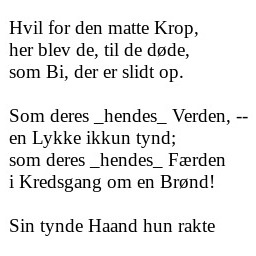 Hvil for den matte Krop,
her blev de, til de døde,
som Bi, der er slidt op.

Som deres _hendes_ Verden, --
en Lykke ikkun tynd;
som deres _hendes_ Færden
i Kredsgang om en Brønd!

Sin tynde Haand hun rakte